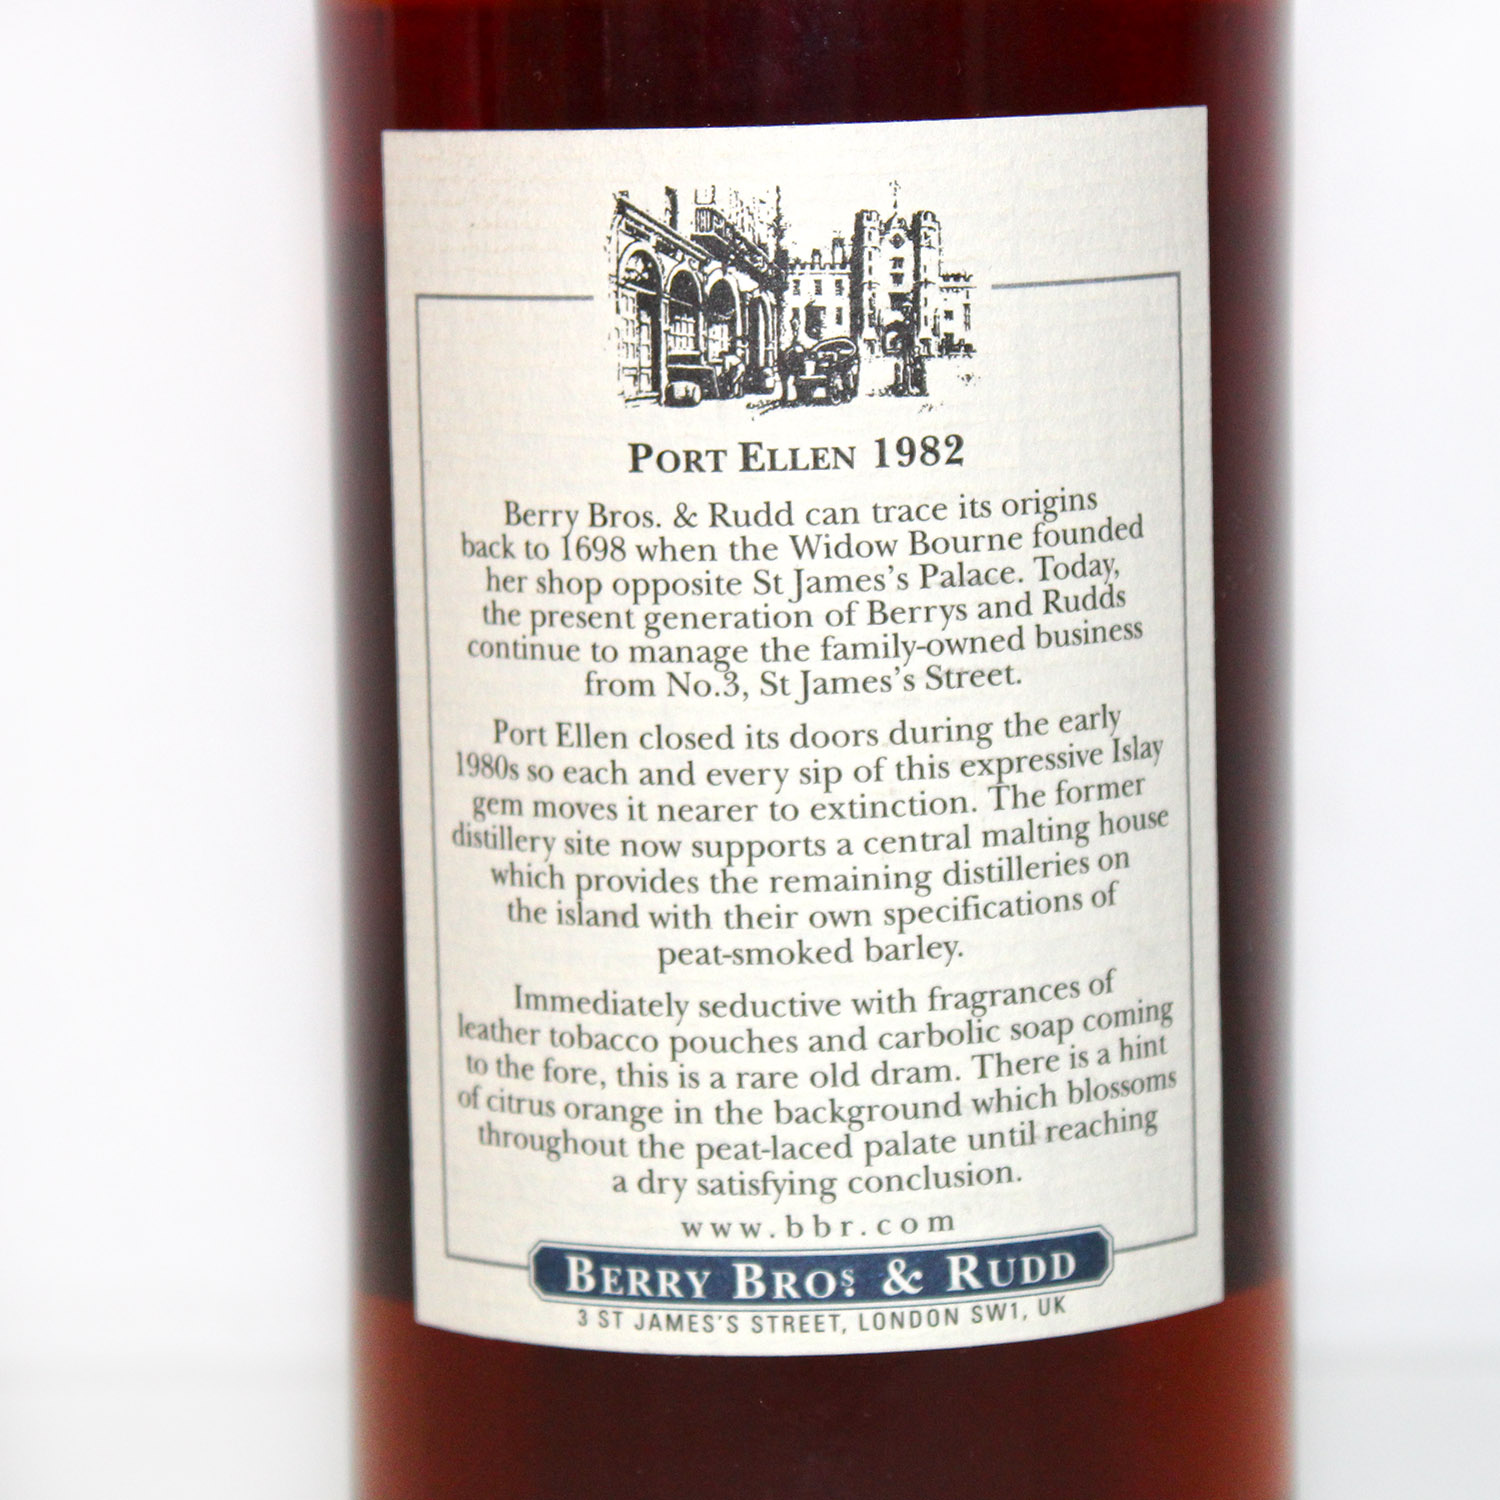 PORT ELLEN 1982
Berry Bros. & Rudd can trace its origins
back to 1698 when the Widow Bourne founded
her shop opposite St James's Palace. Today,
the present generation of Berrys and Rudds
continue to manage the family-owned business
from No.3, St James's Street.
Port Ellen closed its doors during the early
1980s so each and every sip of this expressive Islay
gem moves it nearer to extinction. The former
distillery site now supports a central malting house
which provides the remaining distilleries on
the island with their own specifications of
peat-smoked barley.
Immediately seductive with fragrances of
leather tobacco pouches and carbolic soap coming
to the fore, this is a rare old dram. There is a hint
of citrus orange in the background which blossoms
throughout the peat-laced palate until reaching
a dry satisfying conclusion.
www.bbr.com
BERRY BROS & RUDD
3 ST JAMES'S STREET, LONDON SW1, UK